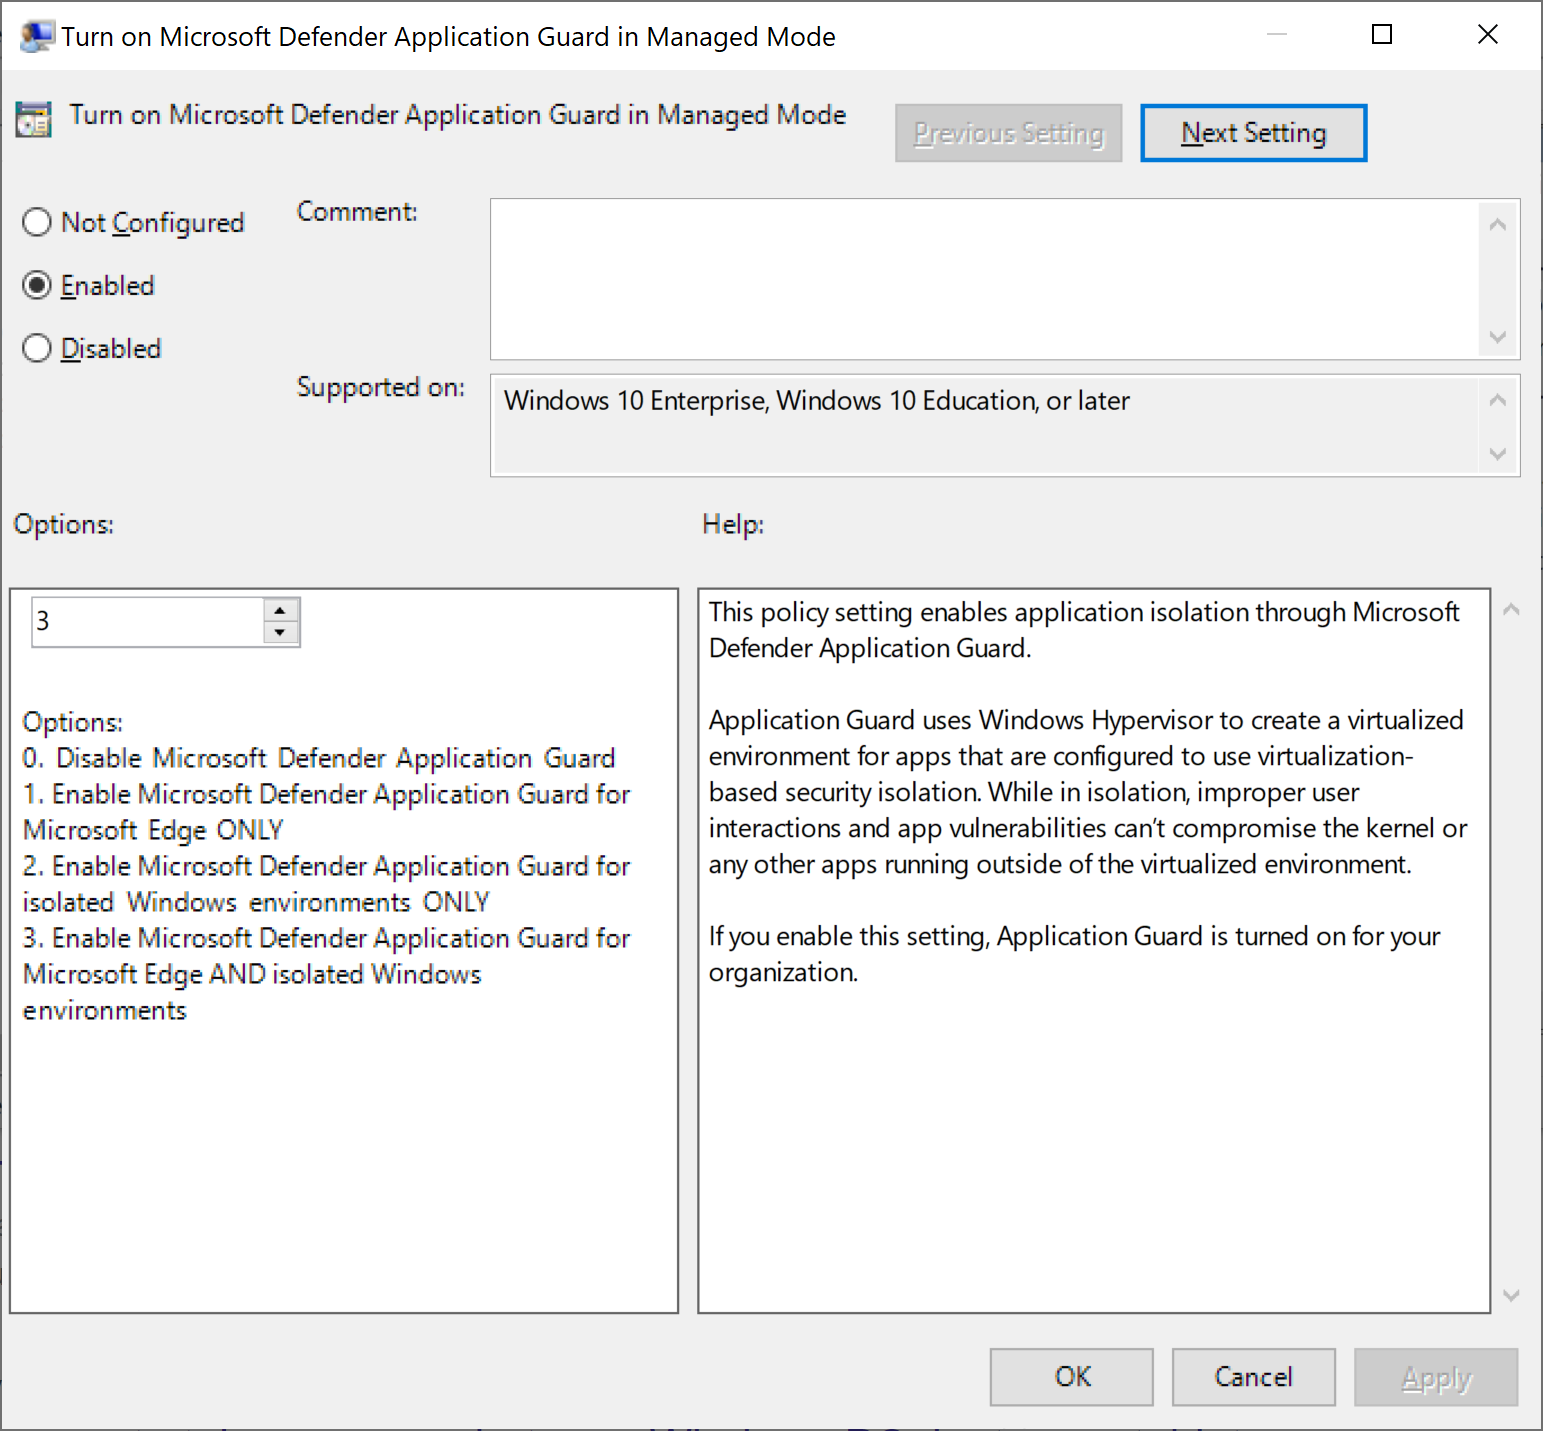 Turn on Microsoft Defender Application Guard in Managed Mode
Turn on Microsoft Defender Application Guard in Managed Mode
Previous Setting
Next Setting
Not Configured
Comment:
Enabled
Disabled
Supported on:
Windows 10 Enterprise, Windows 10 Education, or later
Options:
Help:
3
Options:
0. Disable Microsoft Defender Application Guard
1. Enable Microsoft Defender Application Guard for
Microsoft Edge ONLY
2. Enable Microsoft Defender Application Guard for
isolated Windows environments ONLY
3. Enable Microsoft Defender Application Guard for
Microsoft Edge AND isolated Windows
environments
This policy setting enables application isolation through Microsoft
Defender Application Guard.
Application Guard uses Windows Hypervisor to create a virtualized
environment for apps that are configured to use virtualization-
based security isolation. While in isolation, improper user
interactions and app vulnerabilities can’t compromise the kernel or
any other apps running outside of the virtualized environment.
If you enable this setting, Application Guard is turned on for your
organization.
OK
Cancel
Apply